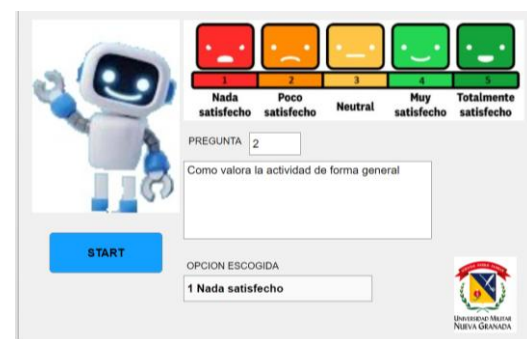 1 2 3 4 5
Nada satisfecho
Poco satisfecho
Neutral
Muy satisfecho
Totalmente satisfecho
PREGUNTA 2
Como valora la actividad de forma general
START
OPCION ESCOGIDA
1 Nada satisfecho
UNIVERSIDAD MILITAR
NUEVA GRANADA